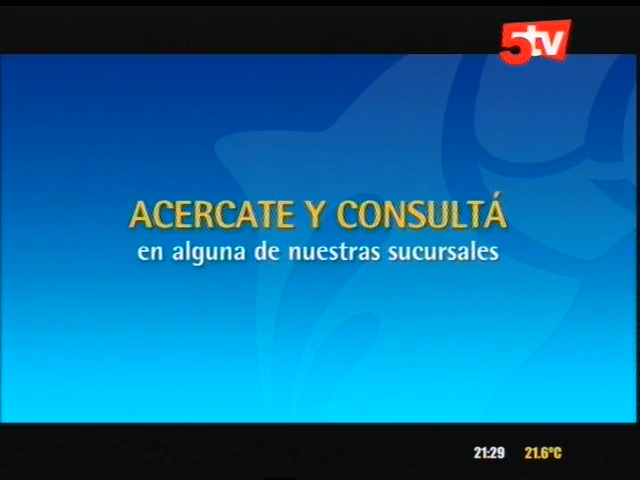 5tv
ACERCATE Y CONSULTÁ
en alguna de nuestras sucursales
21:29 21.6°C